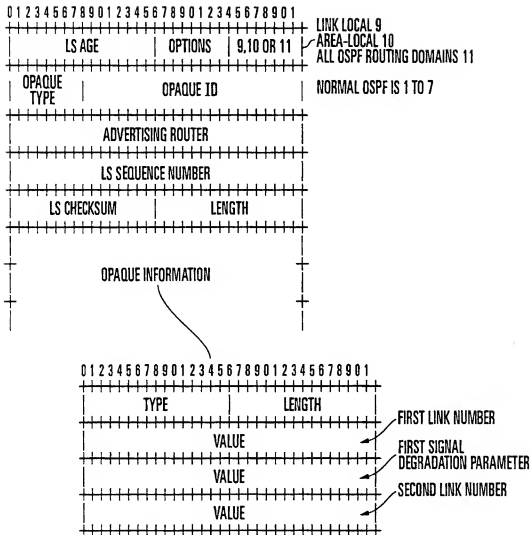 0 1 2 3 4 5 6 7 8 9 0 1 2 3 4 5 6 7 8 9 0 1 2 3 4 5 6 7 8 9 0 1
LINK LOCAL 9
LS AGE OPTIONS 9,10 OR 11 AREA-LOCAL 10
ALL OSPF ROUTING DOMAINS 11
OPAQUE TYPE OPAQUE ID NORMAL OSPF IS 1 TO 7
ADVERTISING ROUTER
LS SEQUENCE NUMBER
LS CHECKSUM LENGTH
OPAQUE INFORMATION
0 1 2 3 4 5 6 7 8 9 0 1 2 3 4 5 6 7 8 9 0 1 2 3 4 5 6 7 8 9 0 1
TYPE LENGTH
FIRST LINK NUMBER
VALUE
FIRST SIGNAL
DEGRADATION PARAMETER
VALUE
SECOND LINK NUMBER
VALUE